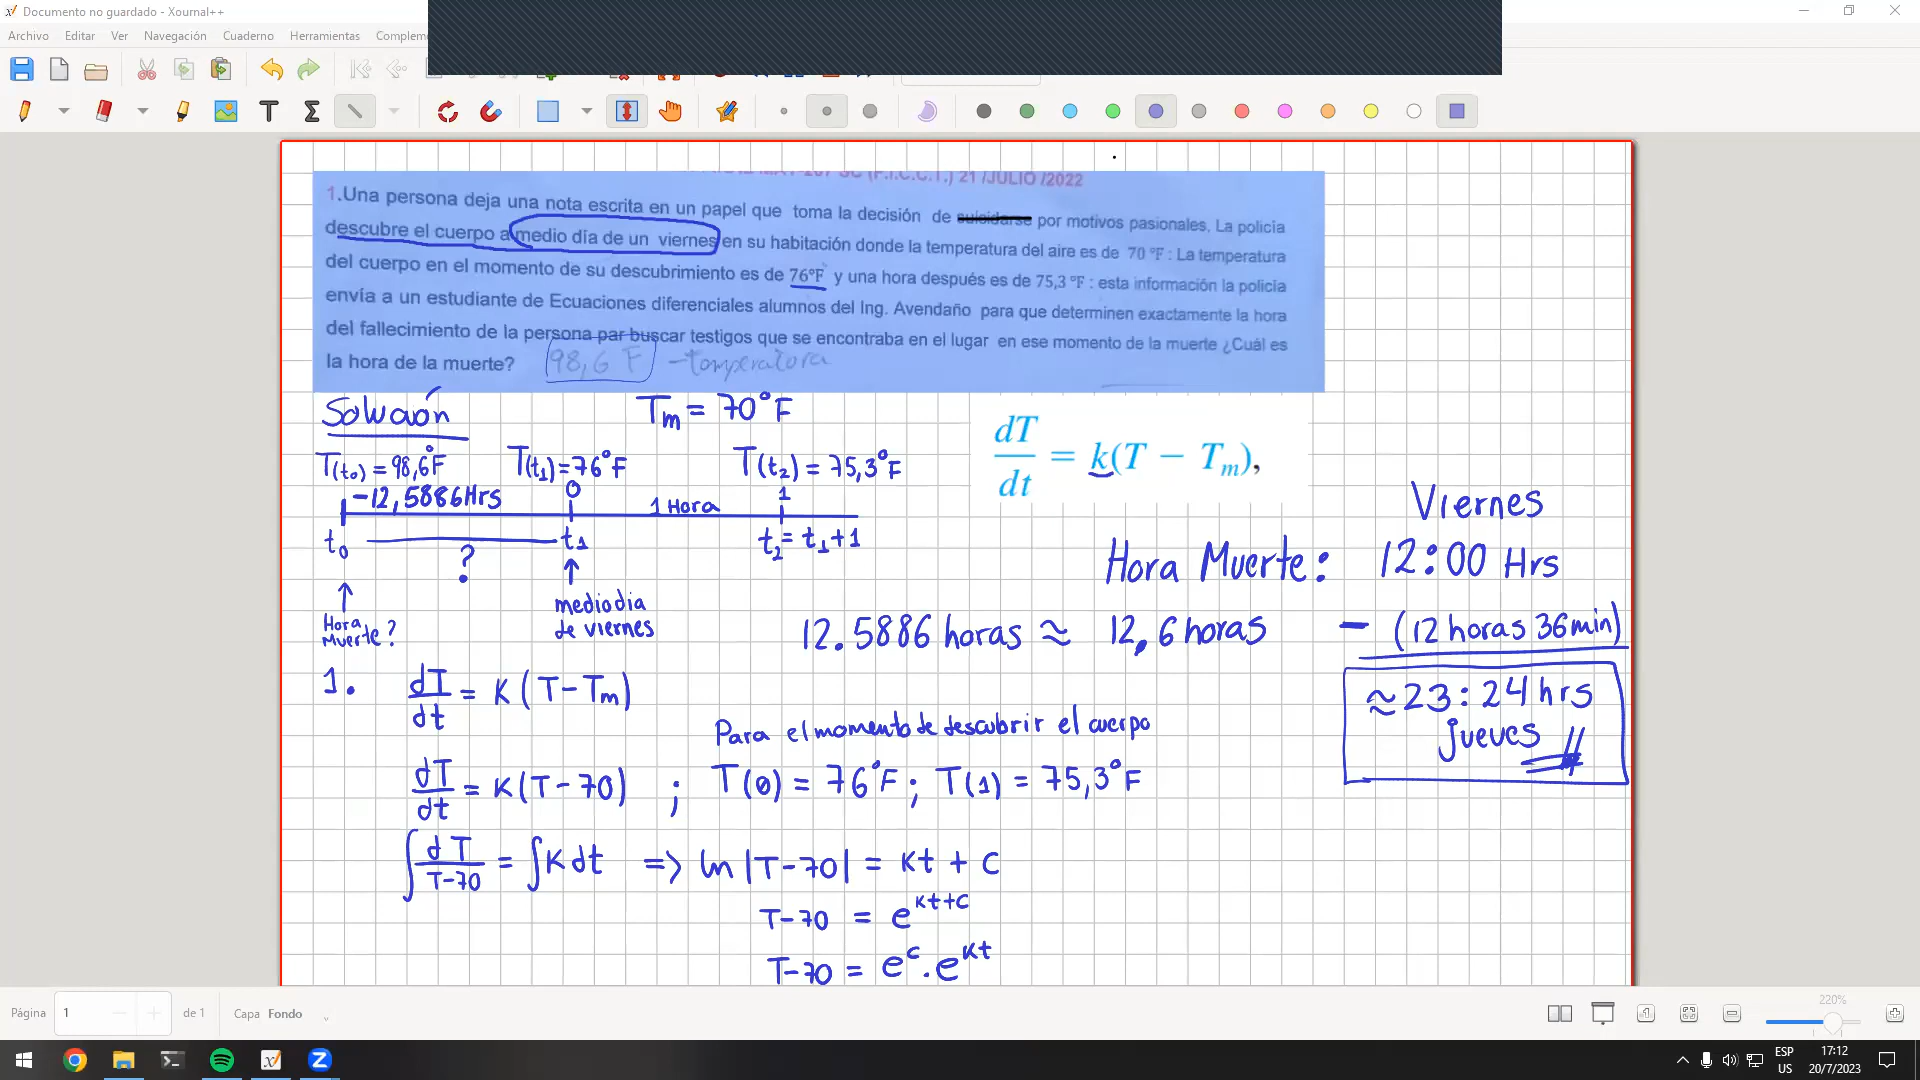 Documento no guardado - Xournal++
Archivo Editar Ver Navegación Cuaderno Herramientas Complem
(F.I.C.C.T.) 21 /JULIO /2022
1.Una persona deja una nota escrita en un papel que toma la decisión de suicidarse por motivos pasionales. La policía
descubre el cuerpo a medio día de un viernes en su habitación donde la temperatura del aire es de 70 ºF : La temperatura
del cuerpo en el momento de su descubrimiento es de 76ºF y una hora después es de 75,3 ºF : esta información la policía
envía a un estudiante de Ecuaciones diferenciales alumnos del Ing. Avendaño para que determinen exactamente la hora
del fallecimiento de la persona par buscar testigos que se encontraba en el lugar en ese momento de la muerte ¿Cuál es
la hora de la muerte? 98,6 F -temperatura
Solución Tm = 70°F
T(t0) = 98,6°F T(t1) = 76°F T(t2) = 75,3°F
dT/dt = k(T − Tm),
-12,5886Hrs 0 1 Hora 1
t0 ? t1 t2 = t1+1
Hora Muerte? mediodia de viernes
Viernes
Hora Muerte: 12:00 Hrs
12.5886 horas ≈ 12,6 horas - (12 horas 36min)
≈23:24 hrs
jueves
1. dT/dt = K(T-Tm)
Para el momento de descubrir el cuerpo
dT/dt = K(T-70) ; T(0) = 76°F ; T(1) = 75,3°F
∫ dT/T-70 = ∫K dt => ln |T-70| = Kt + C
T-70 = e^Kt+C
T-70 = e^c . e^Kt
Página 1 de 1 Capa Fondo
220%
ESP
US
17:12
20/7/2023